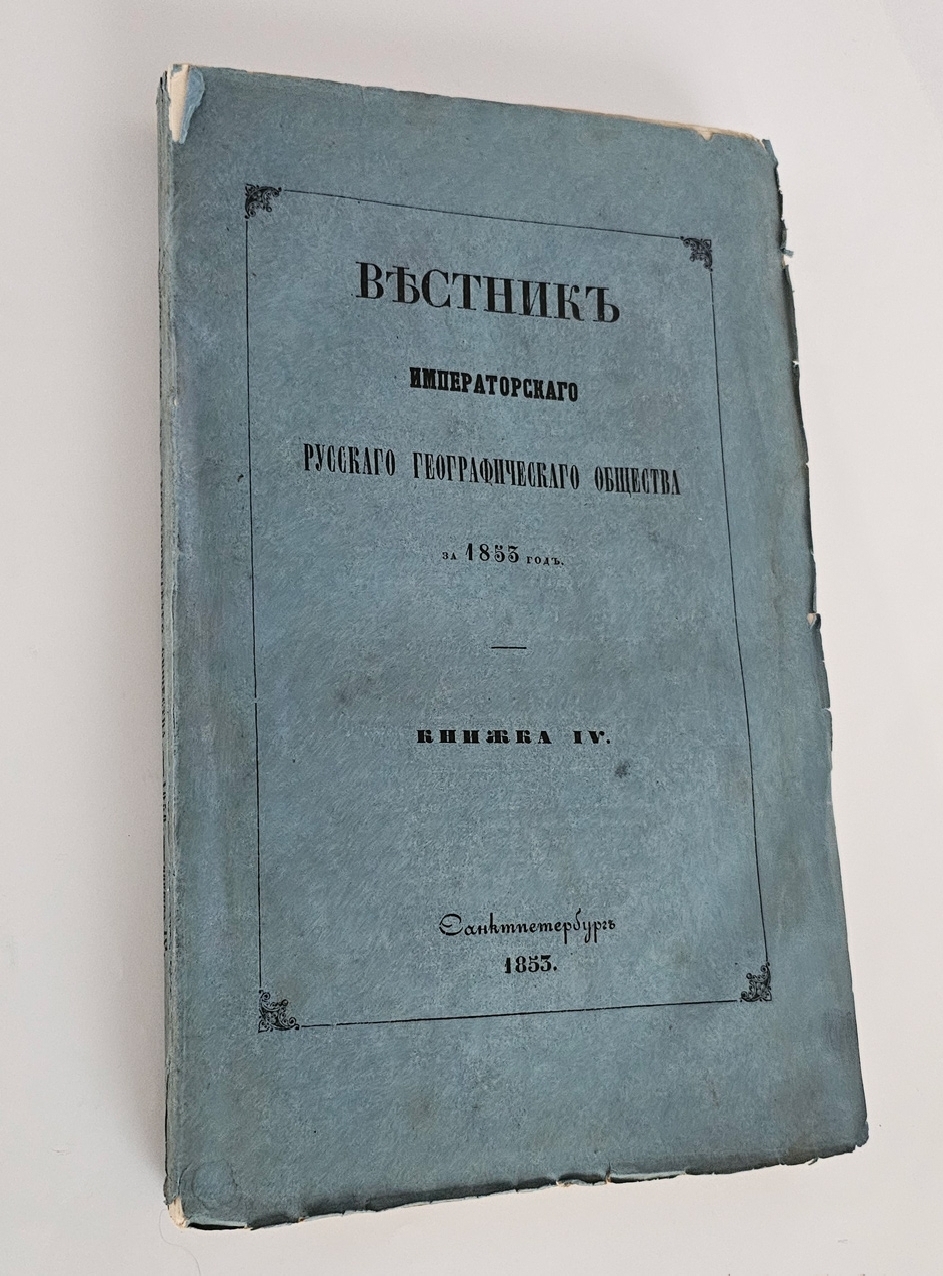 ВѢСТНИКЪ
ИМПЕРАТОРСКАГО
РУССКАГО ГЕОГРАФИЧЕСКАГО ОБЩЕСТВА
ЗА 1853 ГОДЪ.
КНИЖКА IV.
Санктпетербургъ
1853.